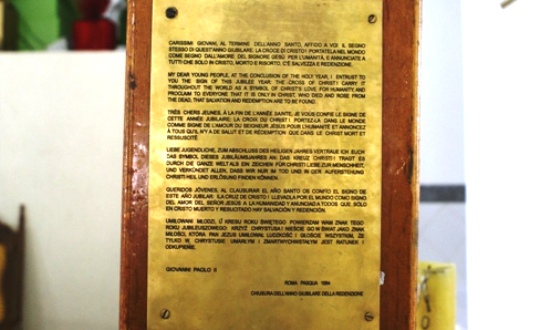 CARISSIMI GIOVANI, AL TERMINE DELL'ANNO SANTO, AFFIDO A VOI IL SEGNO
STESSO DI QUEST'ANNO GIUBILARE: LA CROCE DI CRISTO! PORTATELA NEL MONDO
COME SEGNO DELL'AMORE, DEL SIGNORE GESÙ PER L'UMANITÀ, E ANNUNCIATE A
TUTTI CHE SOLO IN CRISTO, MORTO E RISORTO, C'È SALVEZZA E REDENZIONE.
MY DEAR YOUNG PEOPLE, AT THE CONCLUSION OF THE HOLY YEAR, I ENTRUST TO
YOU THE SIGN OF THIS JUBILEE YEAR: THE CROSS OF CHRIST! CARRY IT
THROUGHOUT THE WORLD AS A SYMBOL OF CHRIST'S LOVE FOR HUMANITY AND
PROCLAIM TO EVERYONE THAT IT IS ONLY IN CHRIST, WHO DIED AND ROSE FROM
THE DEAD, THAT SALVATION AND REDEMPTION ARE TO BE FOUND.
TRÈS CHERS JEUNES, À LA FIN DE L'ANNÉE SAINTE, JE VOUS CONFIE LE SIGNE DE
CETTE ANNÉE JUBILAIRE: LA CROIX DU CHRIST! PORTEZ-LA DANS LE MONDE
COMME SIGNE DE L'AMOUR DU SEIGNEUR JÉSUS POUR L'HUMANITÉ ET ANNONCEZ
À TOUS QU'IL N'Y A DE SALUT ET DE RÉDEMPTION QUE DANS LE CHRIST MORT ET
RESSUSCITÉ.
LIEBE JUGENDLICHE, ZUM ABSCHLUSS DES HEILIGEN JAHRES VERTRAUE ICH EUCH
DAS SYMBOL DIESES JUBILÄUMSJAHRES AN: DAS KREUZ CHRISTI! TRAGT ES
DURCH DIE GANZE WELT ALS EIN ZEICHEN FÜR CHRISTI LIEBE ZUR MENSCHHEIT,
UND VERKÜNDET ALLEN, DASS WIR NUR IM TOD UND IN DER AUFERSTEHUNG
CHRISTI HEIL UND ERLÖSUNG FINDEN KÖNNEN.
QUERIDOS JÓVENES, AL CLAUSURAR EL AÑO SANTO OS CONFIO EL SIGNO DE
ESTE AÑO JUBILAR: ¡LA CRUZ DE CRISTO! LLEVADLA POR EL MUNDO COMO SIGNO
DEL AMOR DEL SEÑOR JESÚS A LA HUMANIDAD Y ANUNCIAD A TODOS QUE SÓLO
EN CRISTO MUERTO Y RESUCITADO HAY SALVACIÓN Y REDENCIÓN.
UMIŁOWANI MŁODZI, U KRESU ROKU ŚWIĘTEGO POWIERZAM WAM ZNAK TEGO
ROKU JUBILEUSZOWEGO: KRZYŻ CHRYSTUSA! NIEŚCIE GO W ŚWIAT JAKO ZNAK
MIŁOŚCI, KTÓRĄ PAN JEZUS UMIŁOWAŁ LUDZKOŚĆ I GŁOŚCIE WSZYSTKIM, ŻE
TYLKO W CHRYSTUSIE UMARŁYM I ZMARTWYCHWSTAŁYM JEST RATUNEK I
ODKUPIENIE.
GIOVANNI PAOLO II
ROMA PASQUA 1984
CHIUSURA DELL'ANNO GIUBILARE DELLA REDENZIONE